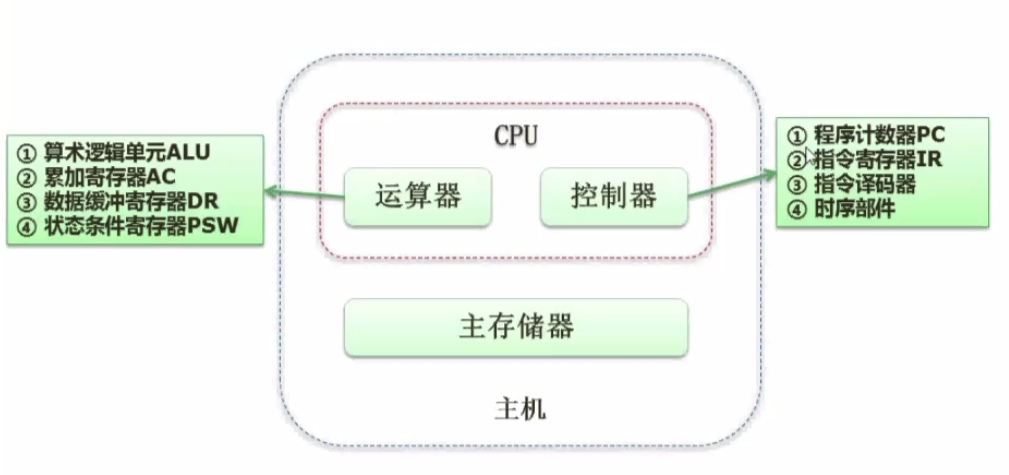 CPU
① 算术逻辑单元ALU
② 累加寄存器AC
③ 数据缓冲寄存器DR
④ 状态条件寄存器PSW
运算器
控制器
① 程序计数器PC
② 指令寄存器IR
③ 指令译码器
④ 时序部件
主存储器
主机